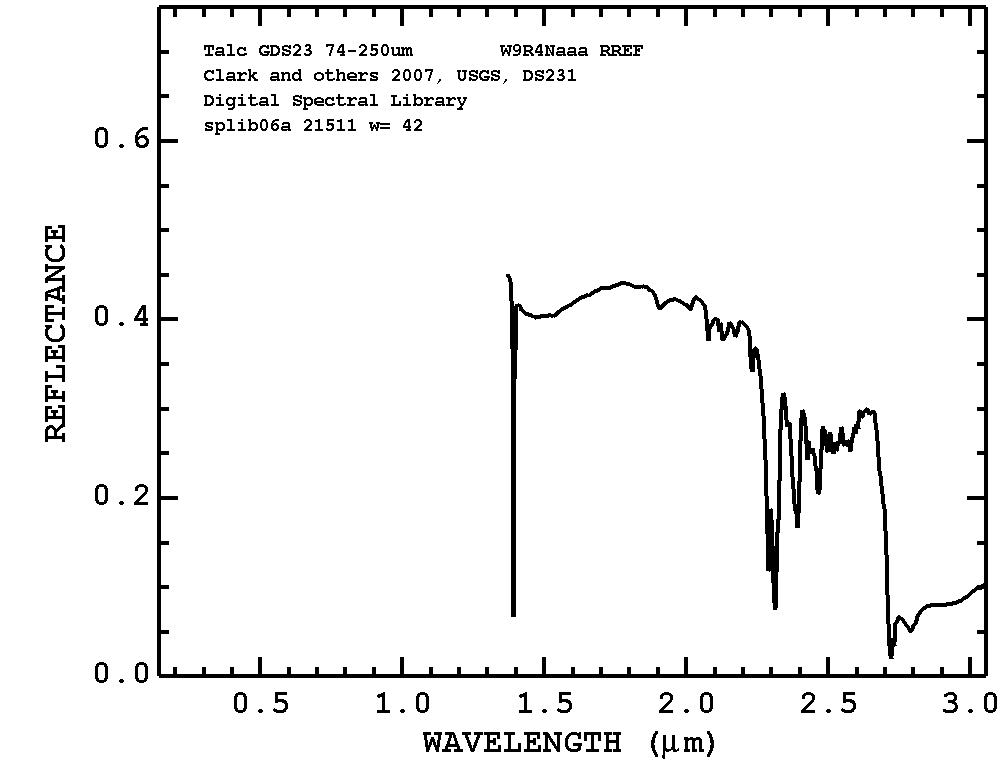 Talc GDS23 74-250um W9R4Naaa RREF
Clark and others 2007, USGS, DS231
Digital Spectral Library
splib06a 21511 w= 42
REFLECTANCE
0.6
0.4
0.2
0.0
0.5 1.0 1.5 2.0 2.5 3.0
WAVELENGTH (μm)